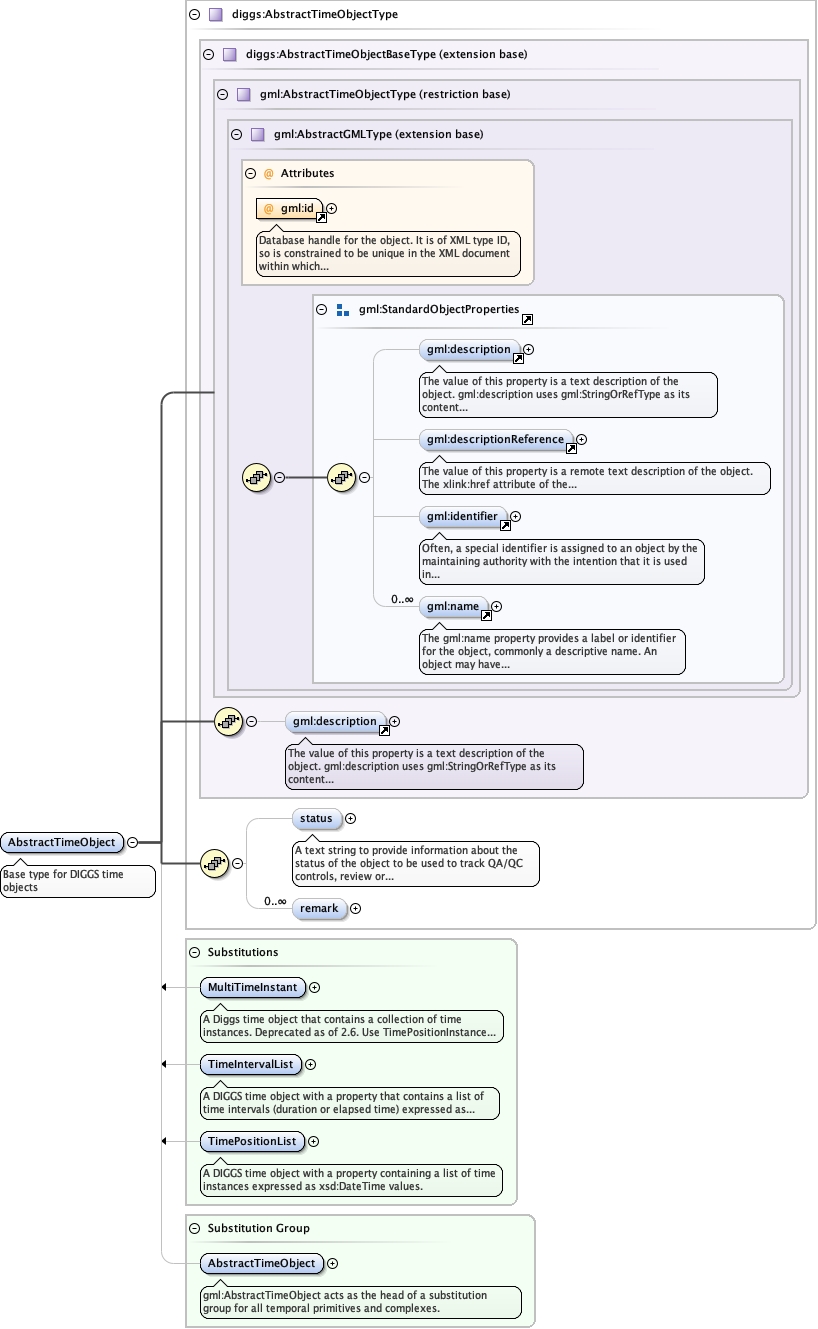 diggs:AbstractTimeObjectType
diggs:AbstractTimeObjectBaseType (extension base)
gml:AbstractTimeObjectType (restriction base)
gml:AbstractGMLType (extension base)
@ Attributes
@ gml:id
Database handle for the object. It is of XML type ID,
so is constrained to be unique in the XML document
within which...
gml:StandardObjectProperties
gml:description
The value of this property is a text description of the
object. gml:description uses gml:StringOrRefType as its
content...
gml:descriptionReference
The value of this property is a remote text description of the object.
The xlink:href attribute of the...
gml:identifier
Often, a special identifier is assigned to an object by the
maintaining authority with the intention that it is used
in...
0..∞
gml:name
The gml:name property provides a label or identifier
for the object, commonly a descriptive name. An
object may have...
gml:description
The value of this property is a text description of the
object. gml:description uses gml:StringOrRefType as its
content...
AbstractTimeObject
Base type for DIGGS time
objects
status
A text string to provide information about the
status of the object to be used to track QA/QC
controls, review or...
0..∞
remark
Substitutions
MultiTimeInstant
A Diggs time object that contains a collection of time
instances. Deprecated as of 2.6. Use TimePositionInstance...
TimeIntervalList
A DIGGS time object with a property that contains a list of
time intervals (duration or elapsed time) expressed as...
TimePositionList
A DIGGS time object with a property containing a list of time
instances expressed as xsd:DateTime values.
Substitution Group
AbstractTimeObject
gml:AbstractTimeObject acts as the head of a substitution
group for all temporal primitives and complexes.